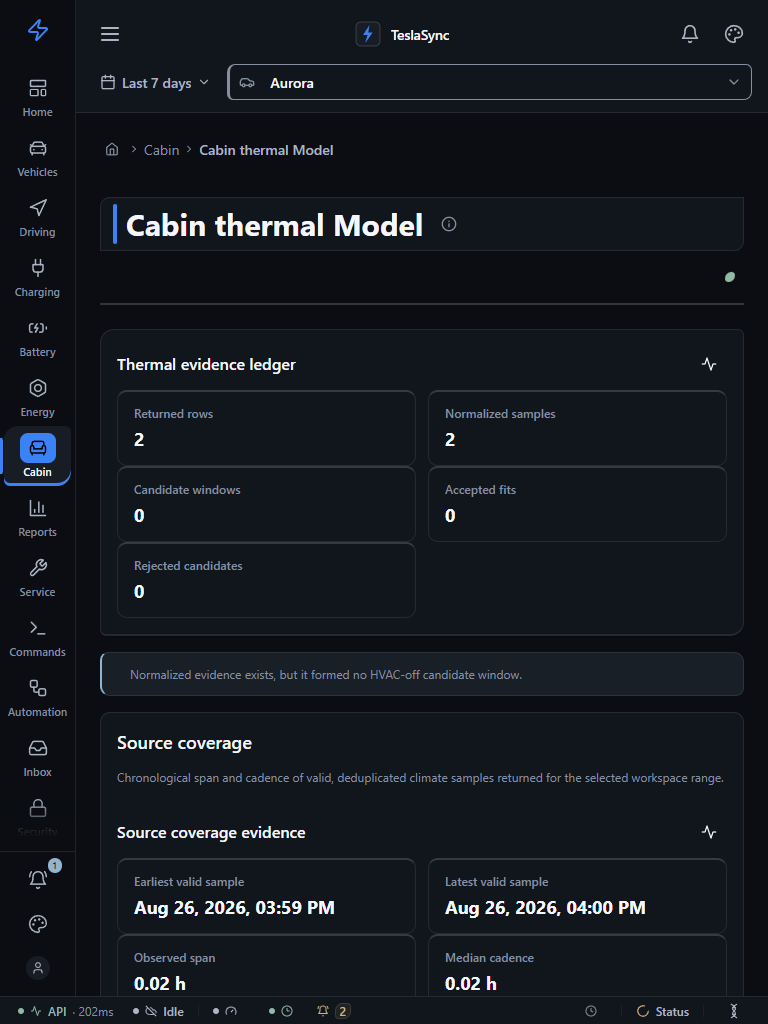 TeslaSync
Last 7 days
Aurora
Home
Vehicles
Driving
Charging
Battery
Energy
Cabin
Reports
Service
Commands
Automation
Inbox
Security
1
Cabin
Cabin thermal Model
Cabin thermal Model
Thermal evidence ledger
Returned rows
2
Normalized samples
2
Candidate windows
0
Accepted fits
0
Rejected candidates
0
Normalized evidence exists, but it formed no HVAC-off candidate window.
Source coverage
Chronological span and cadence of valid, deduplicated climate samples returned for the selected workspace range.
Source coverage evidence
Earliest valid sample
Aug 26, 2026, 03:59 PM
Latest valid sample
Aug 26, 2026, 04:00 PM
Observed span
0.02 h
Median cadence
0.02 h
API · 202ms
Idle
2
Status